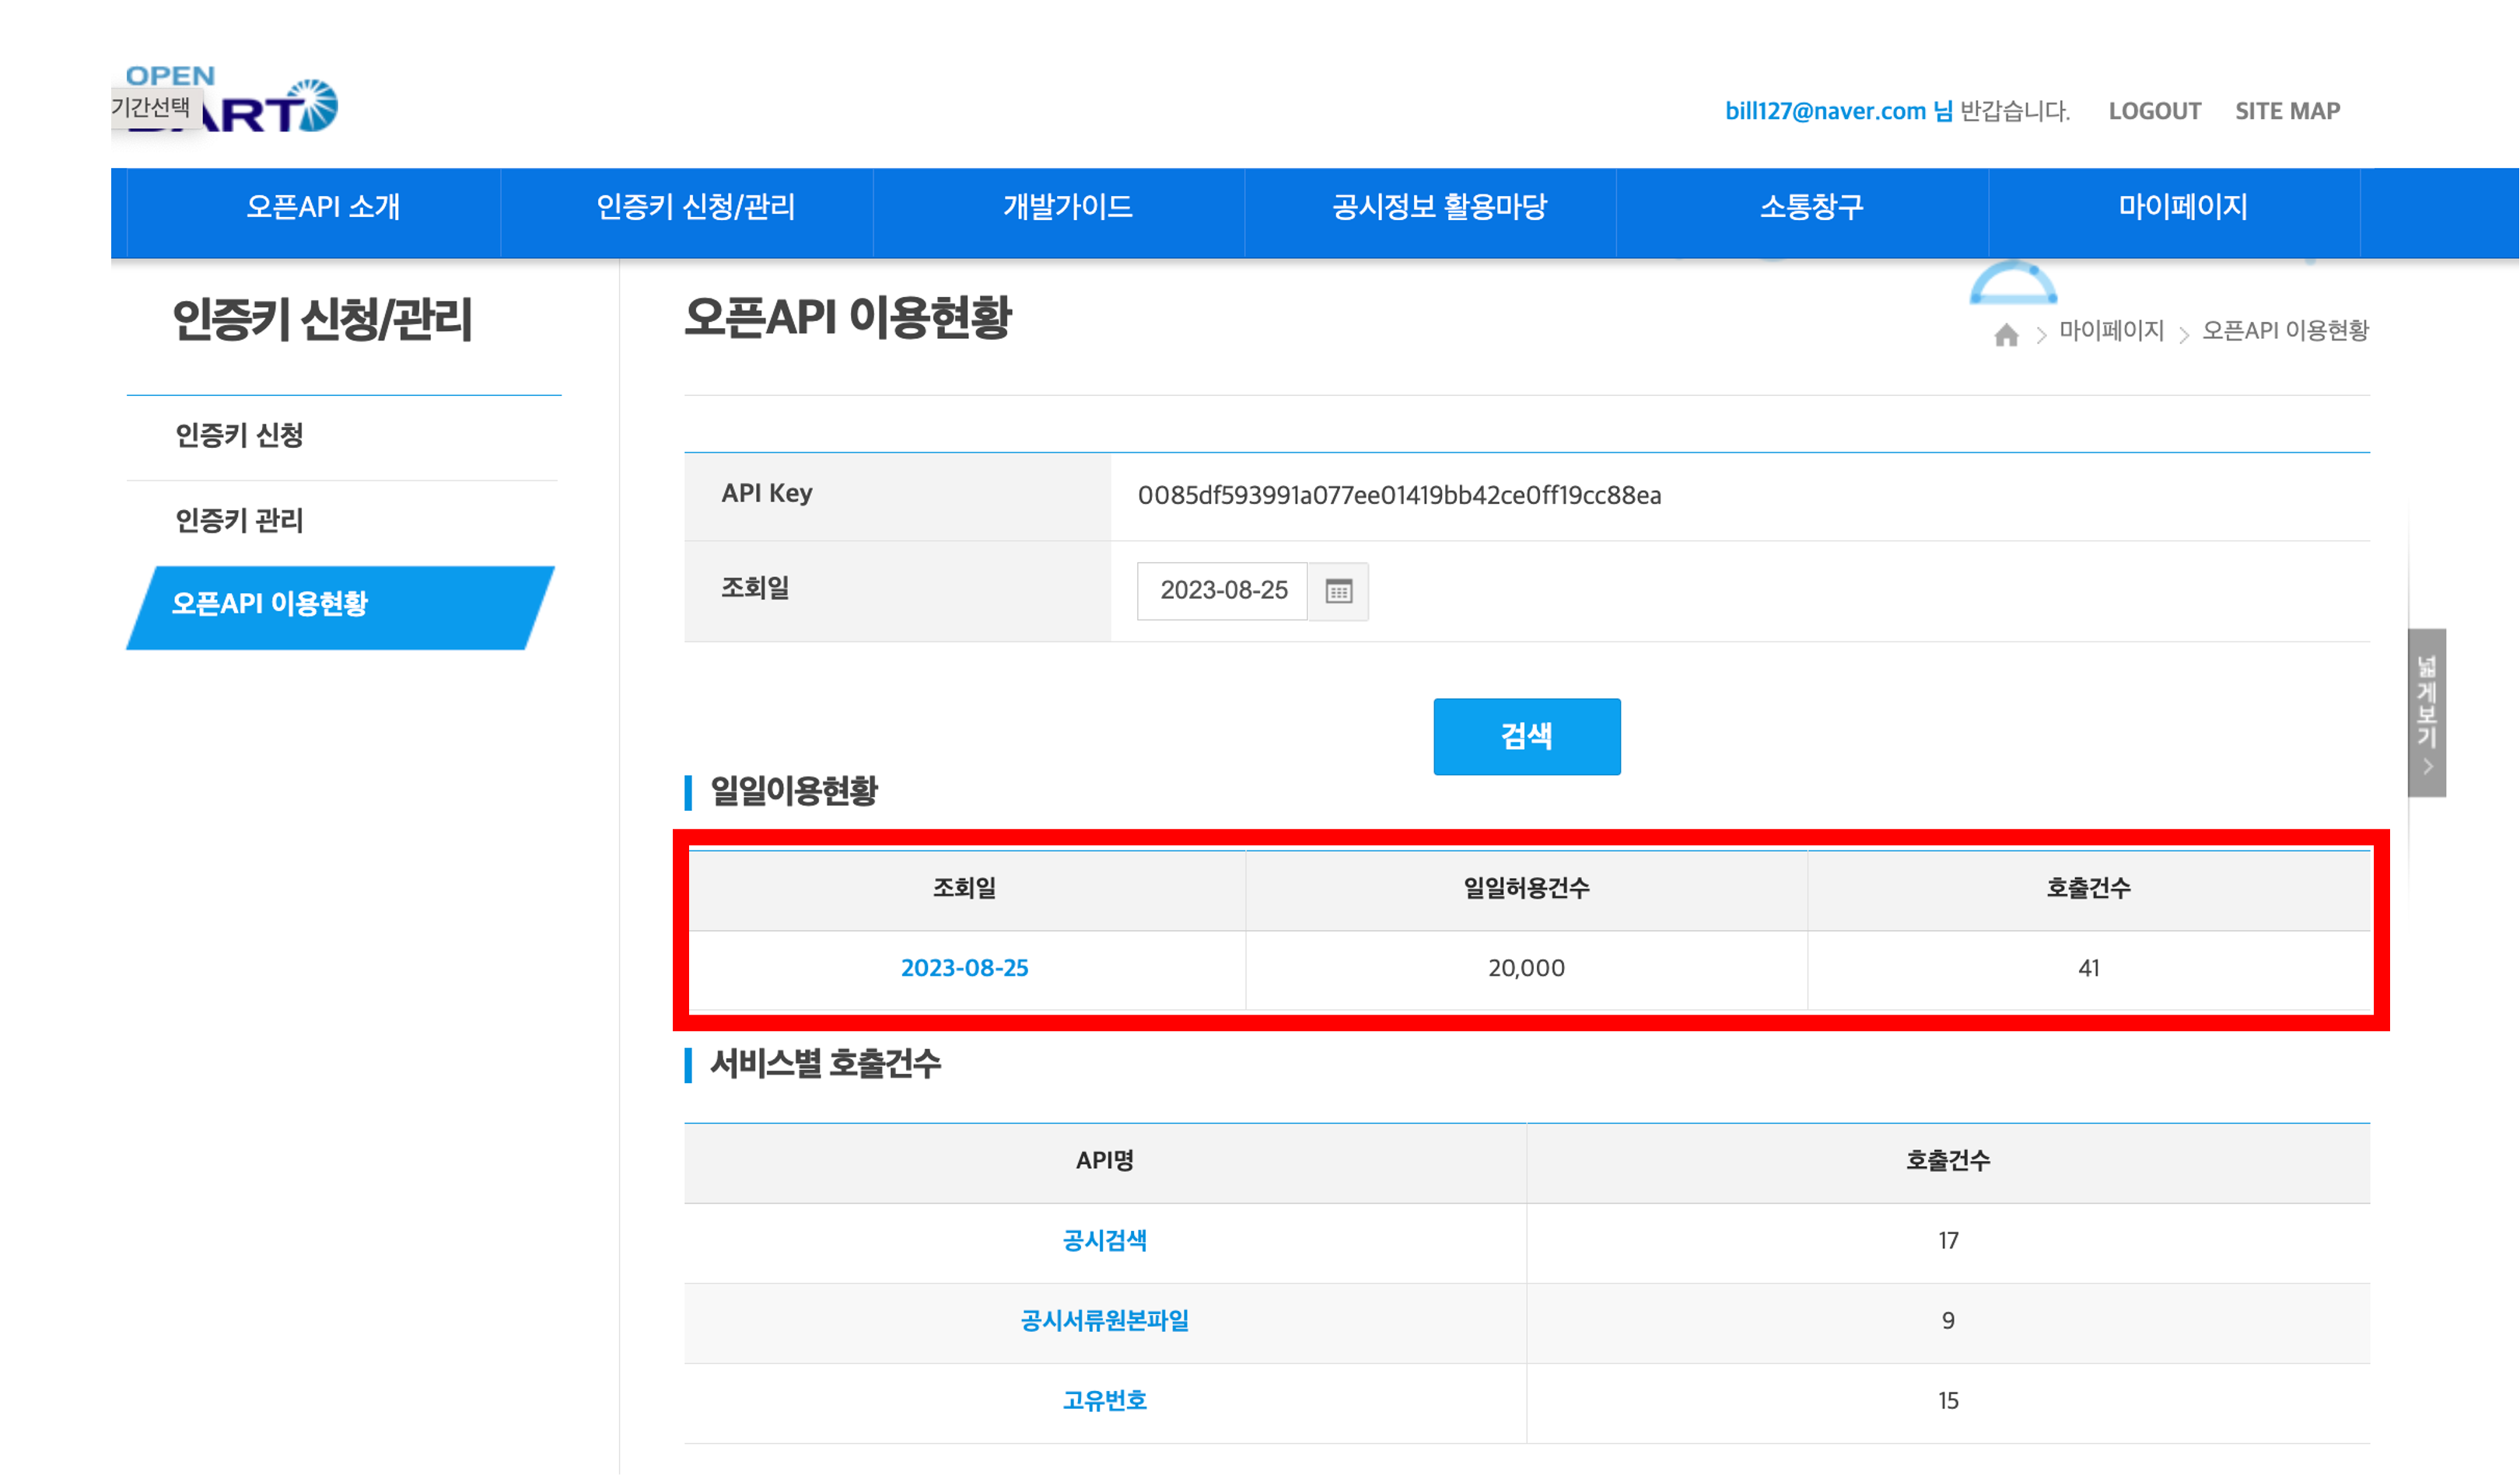 OPEN
DART
기간선택
bill127@naver.com 님 반갑습니다. LOGOUT SITE MAP
오픈API 소개 인증키 신청/관리 개발가이드 공시정보 활용마당 소통창구 마이페이지
인증키 신청/관리
인증키 신청
인증키 관리
오픈API 이용현황
오픈API 이용현황
> 마이페이지 > 오픈API 이용현황
API Key 0085df593991a077ee01419bb42ce0ff19cc88ea
조회일 2023-08-25
검색
넓게보기 >
일일이용현황
조회일 일일허용건수 호출건수
2023-08-25 20,000 41
서비스별 호출건수
API명 호출건수
공시검색 17
공시서류원본파일 9
고유번호 15